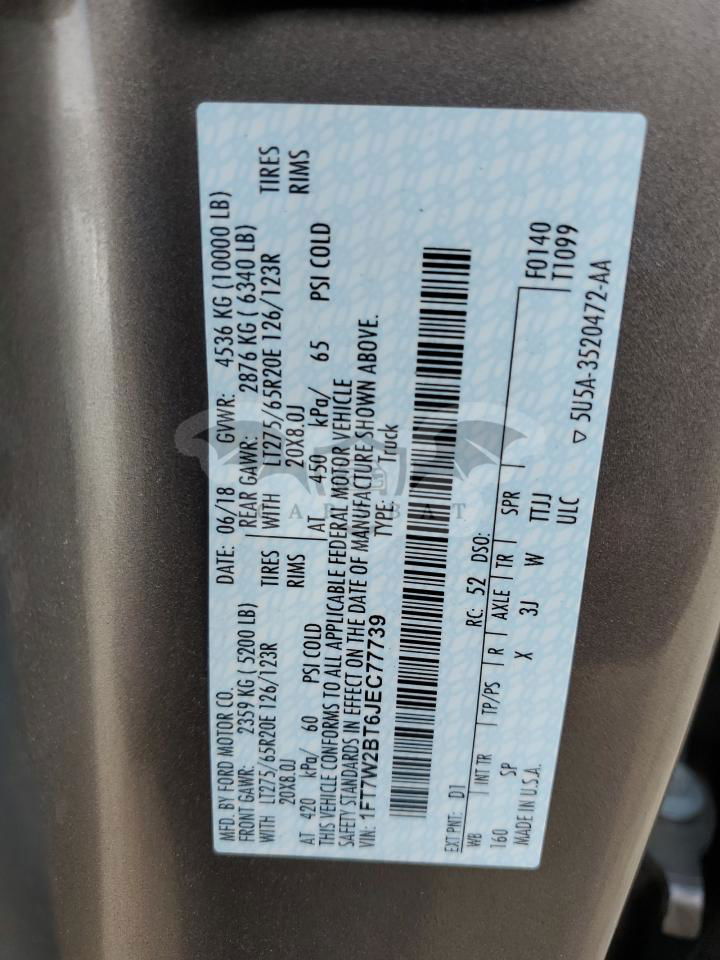 MFD. BY FORD MOTOR CO.
DATE: 06/18 GVWR: 4536 KG (10000 LB)
FRONT GAWR: 2359 KG ( 5200 LB) REAR GAWR: 2876 KG ( 6340 LB)
WITH LT275/65R20E 126/123R TIRES WITH LT275/65R20E 126/123R TIRES
20X8.0J RIMS 20X8.0J RIMS
AT 420 kPa/ 60 PSI COLD AT 450 kPa/ 65 PSI COLD
THIS VEHICLE CONFORMS TO ALL APPLICABLE FEDERAL MOTOR VEHICLE
SAFETY STANDARDS IN EFFECT ON THE DATE OF MANUFACTURE SHOWN ABOVE.
VIN: 1FT7W2BT6JEC77739 TYPE: Truck
CARABAT
EXT PNT: D1 RC: 52 DSO:
WB INT TR TP/PS R AXLE TR SPR F0140
160 SP X 3J W TTJJ T1099
MADE IN U.S.A. ULC
▽ 5U5A-3520472-AA